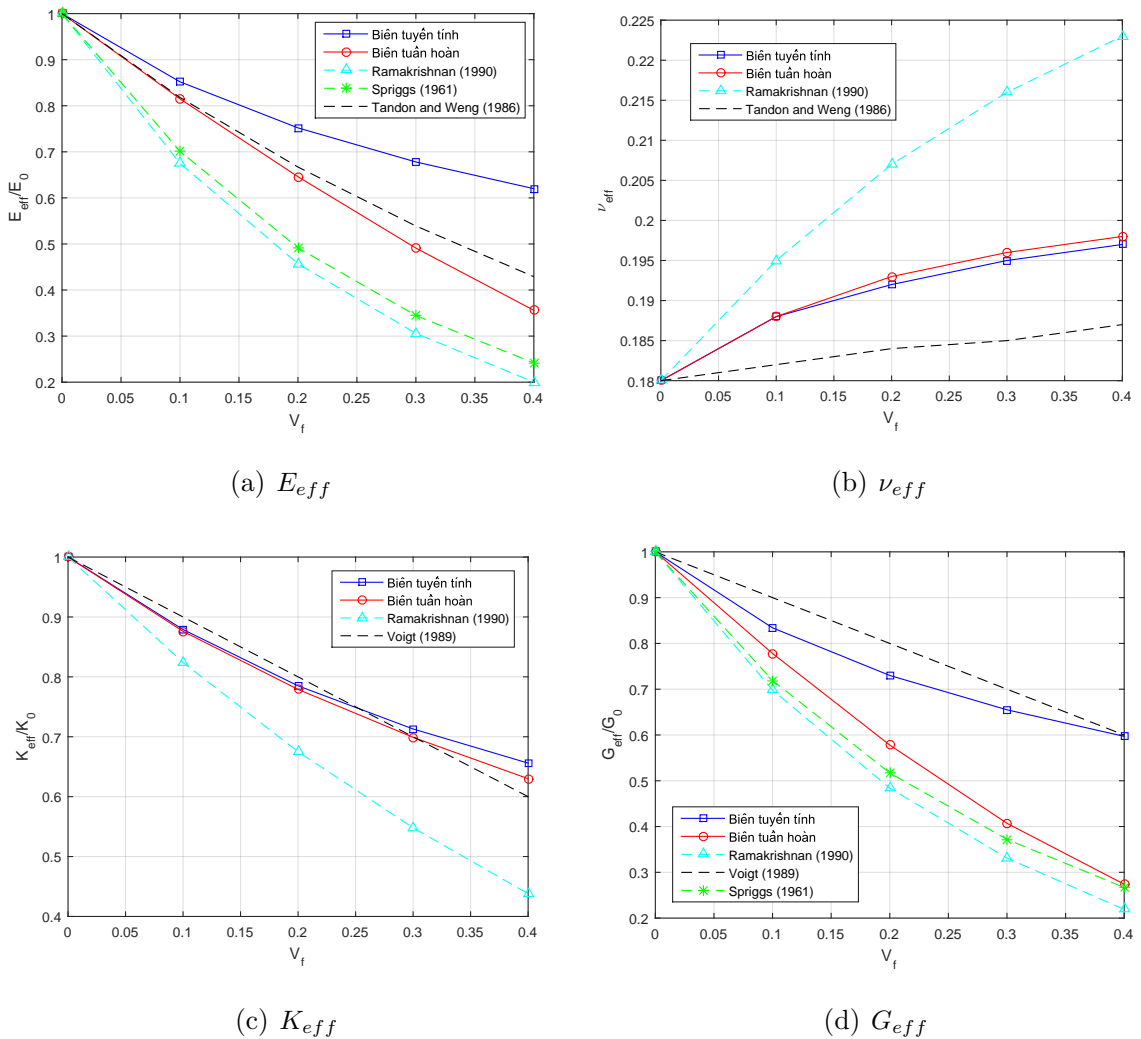 Biên tuyến tính
Biên tuần hoàn
Ramakrishnan (1990)
Spriggs (1961)
Tandon and Weng (1986)
1
0.9
0.8
0.7
0.6
0.5
0.4
0.3
0.2
E_eff/E_0
0 0.05 0.1 0.15 0.2 0.25 0.3 0.35 0.4
V_f
(a) E_eff
Biên tuyến tính
Biên tuần hoàn
Ramakrishnan (1990)
Tandon and Weng (1986)
0.225
0.22
0.215
0.21
0.205
0.2
0.195
0.19
0.185
0.18
ν_eff
0 0.05 0.1 0.15 0.2 0.25 0.3 0.35 0.4
V_f
(b) ν_eff
Biên tuyến tính
Biên tuần hoàn
Ramakrishnan (1990)
Voigt (1989)
1
0.9
0.8
0.7
0.6
0.5
0.4
K_eff/K_0
0 0.05 0.1 0.15 0.2 0.25 0.3 0.35 0.4
V_f
(c) K_eff
1
0.9
0.8
0.7
0.6
0.5
0.4
0.3
0.2
G_eff/G_0
Biên tuyến tính
Biên tuần hoàn
Ramakrishnan (1990)
Voigt (1989)
Spriggs (1961)
0 0.05 0.1 0.15 0.2 0.25 0.3 0.35 0.4
V_f
(d) G_eff